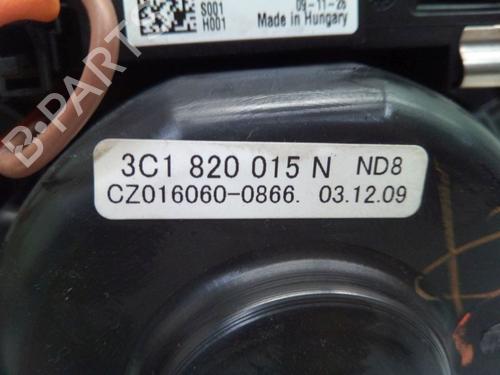 S001
H001
09-11-26
Made in Hungary
B-PARTS
3C1 820 015 N ND8
CZ016060-0866. 03.12.09